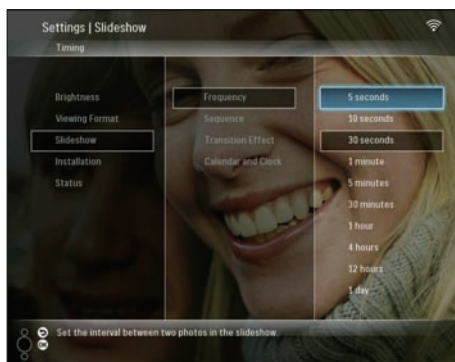 Settings | Slideshow
Timing
Brightness
Viewing Format
Slideshow
Installation
Status
Frequency
Sequence
Transition Effect
Calendar and Clock
5 seconds
10 seconds
30 seconds
1 minute
5 minutes
30 minutes
1 hour
4 hours
12 hours
1 day
OK
Set the interval between two photos in the slideshow.